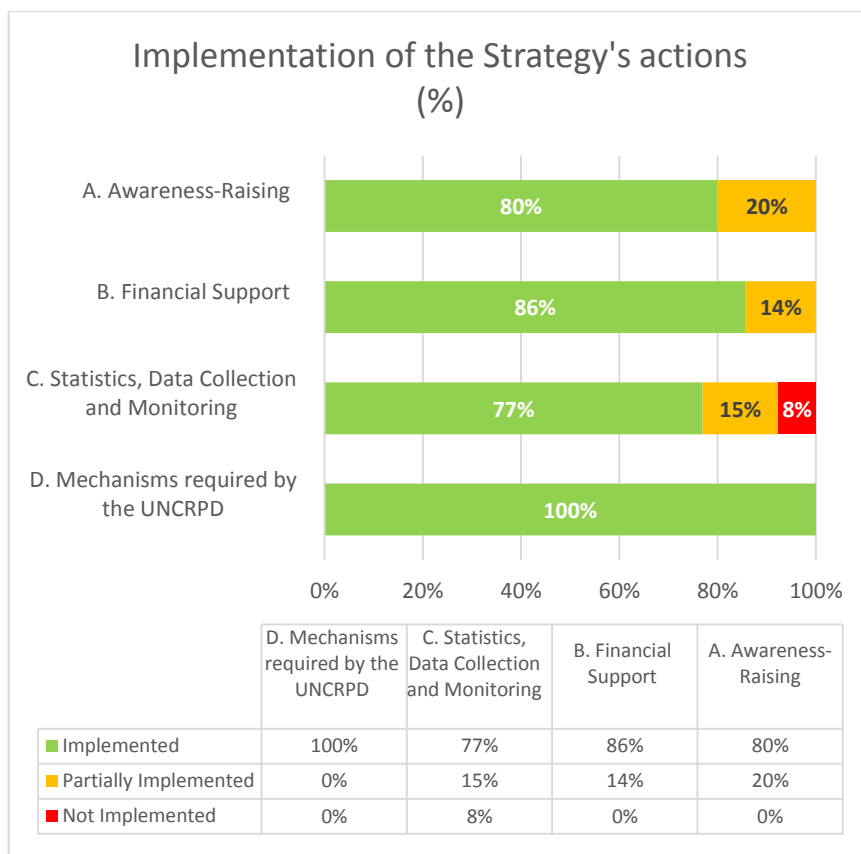 Implementation of the Strategy's actions
(%)
A. Awareness-Raising
80%
20%
B. Financial Support
86%
14%
C. Statistics, Data Collection
and Monitoring
77%
15%
8%
D. Mechanisms required by
the UNCRPD
100%
0%
20%
40%
60%
80%
100%
D. Mechanisms
required by the
UNCRPD
C. Statistics,
Data Collection
and Monitoring
B. Financial
Support
A. Awareness-
Raising
Implemented 100% 77% 86% 80%
Partially Implemented 0% 15% 14% 20%
Not Implemented 0% 8% 0% 0%